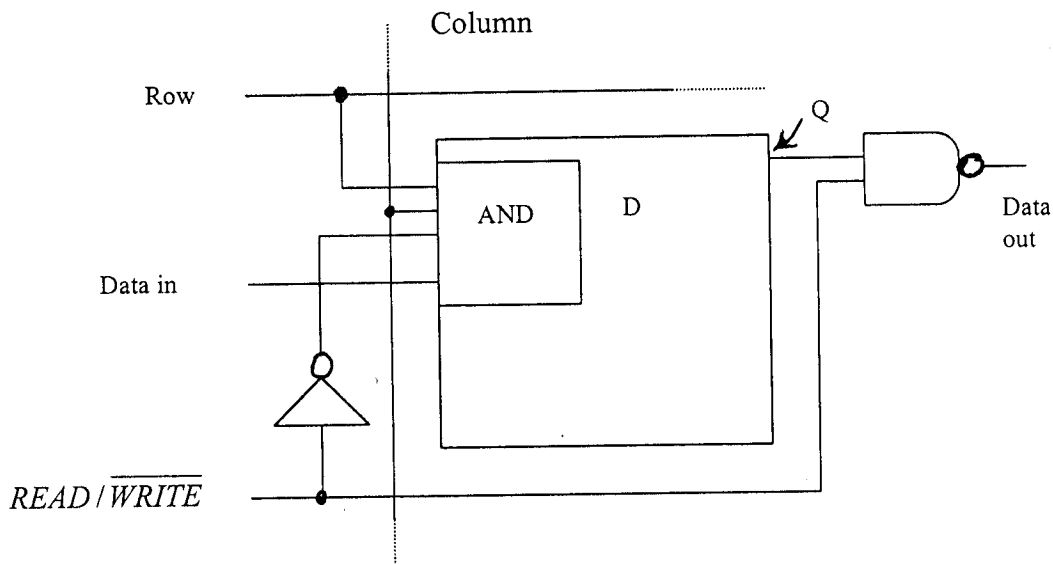 Column
Row
Q
AND
D
Data
out
Data in
READ / WRITE